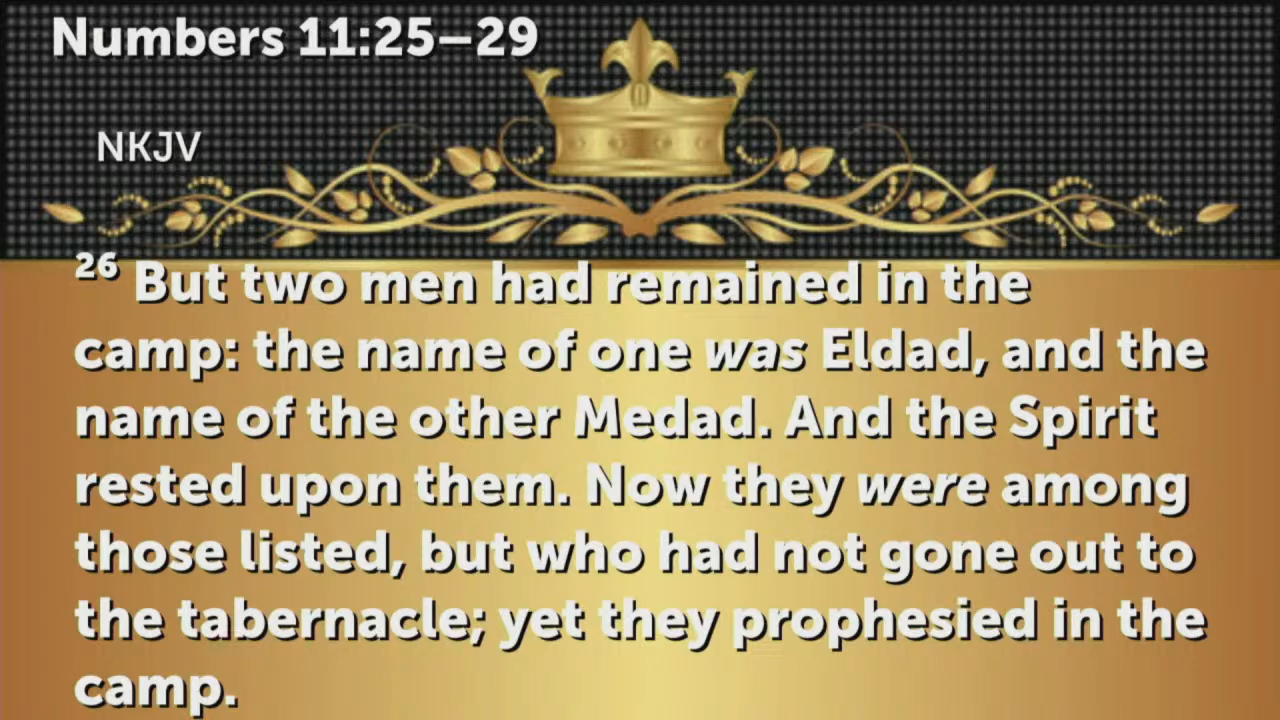 Numbers 11:25–29
NKJV
26 But two men had remained in the
camp: the name of one was Eldad, and the
name of the other Medad. And the Spirit
rested upon them. Now they were among
those listed, but who had not gone out to
the tabernacle; yet they prophesied in the
camp.